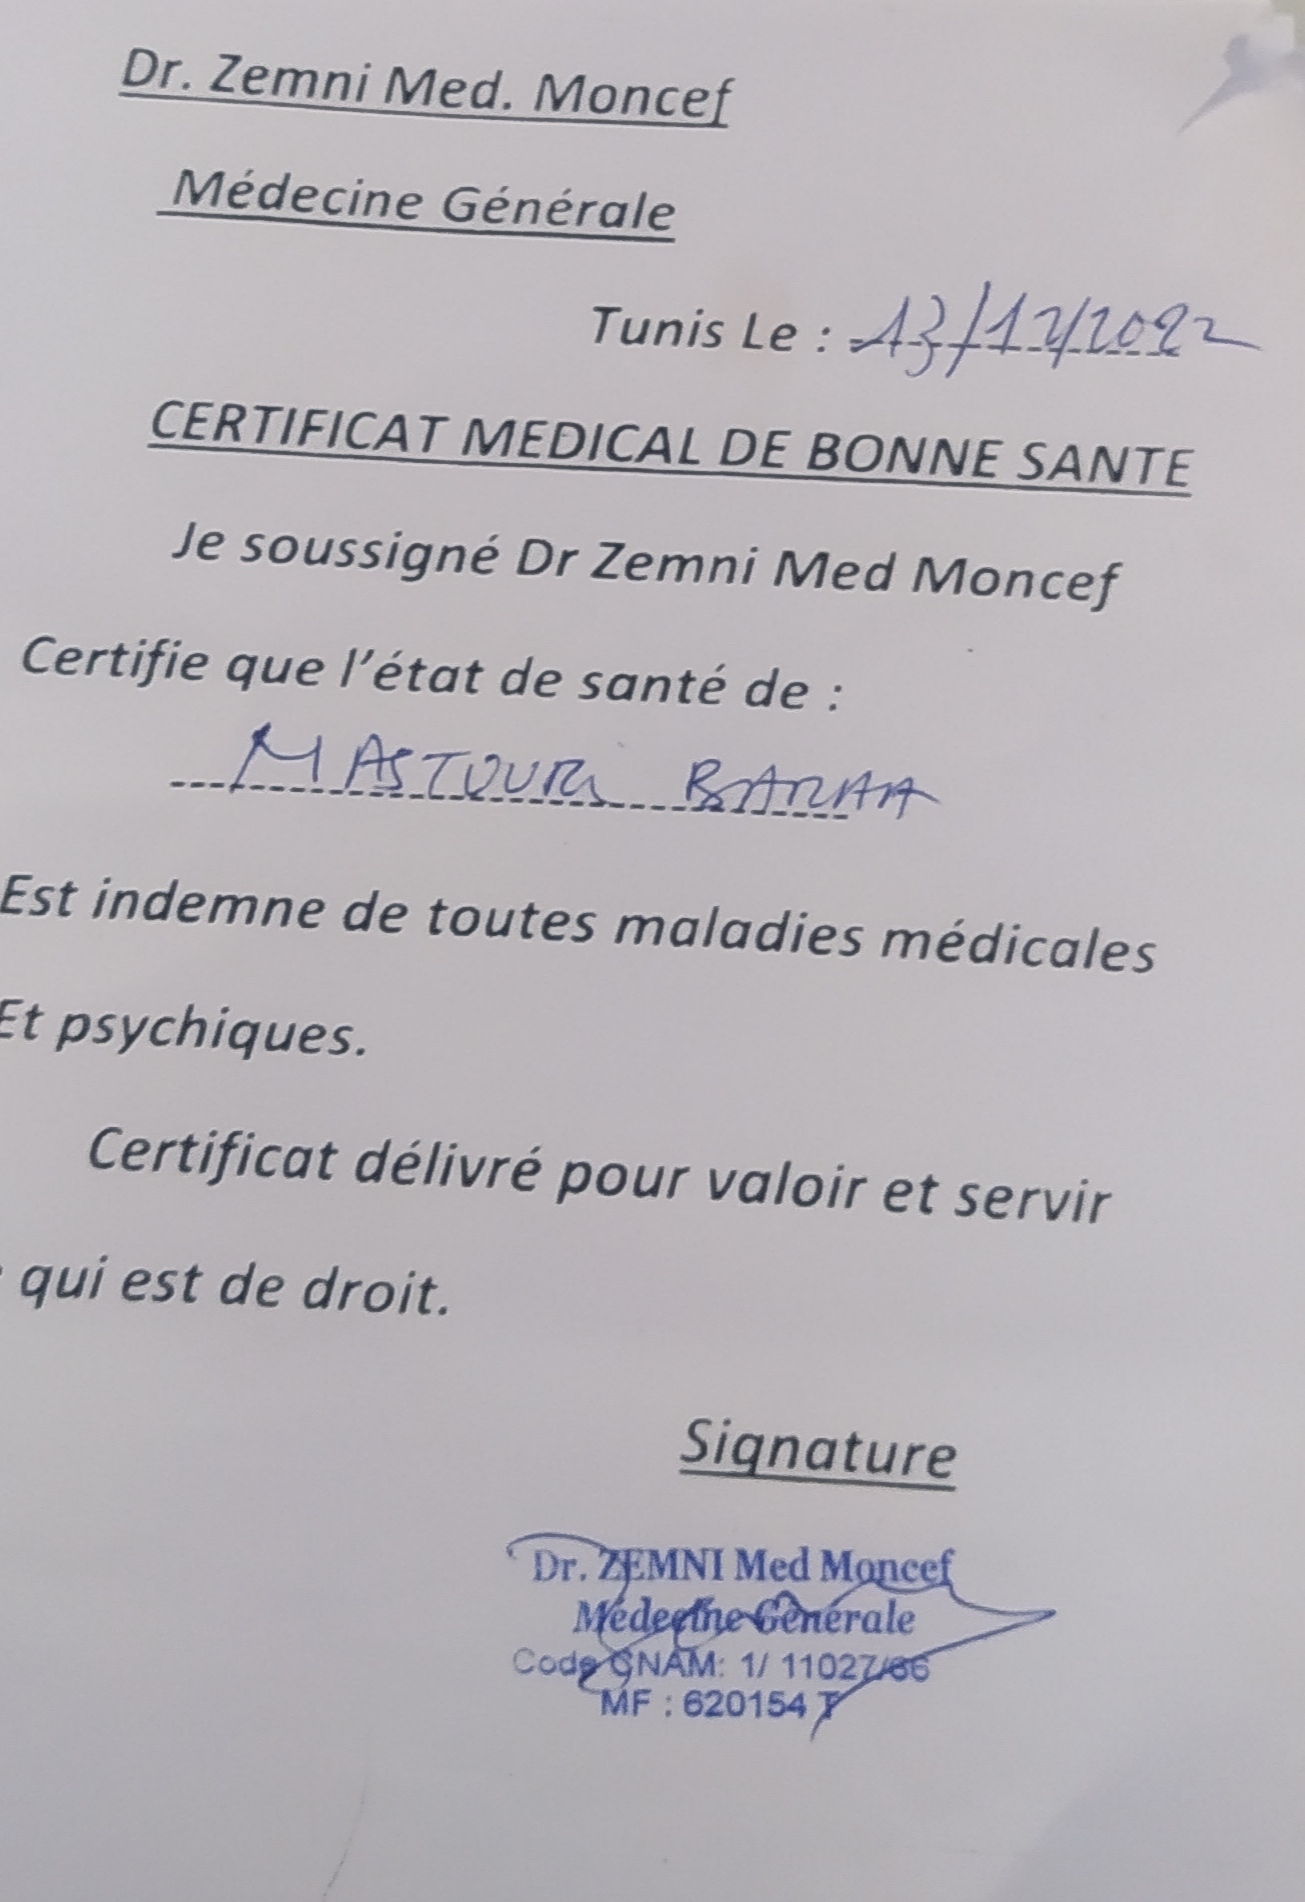 Dr. Zemni Med. Moncef
Médecine Générale
Tunis Le : 13/12/2022
CERTIFICAT MEDICAL DE BONNE SANTE
Je soussigné Dr Zemni Med Moncef
Certifie que l'état de santé de :
MASTOURI BARAA
Est indemne de toutes maladies médicales
Et psychiques.
Certificat délivré pour valoir et servir
qui est de droit.
Signature
Dr. ZEMNI Med Moncef
Médecine Générale
Code CNAM: 1/ 11027/86
MF : 620154 T